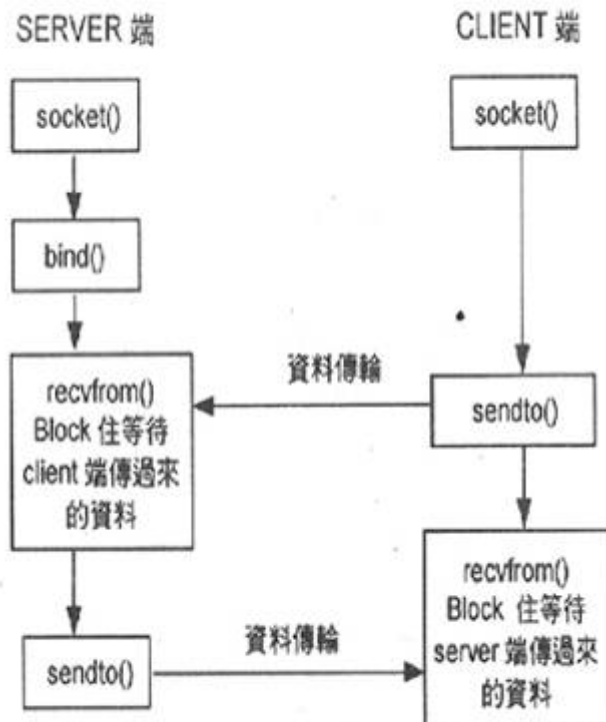 SERVER 端
CLIENT 端
socket()
socket()
bind()
recvfrom()
Block 住等待
client 端傳過來
的資料
資料傳輸
sendto()
recvfrom()
Block 住等待
server 端傳過來
的資料
資料傳輸
sendto()